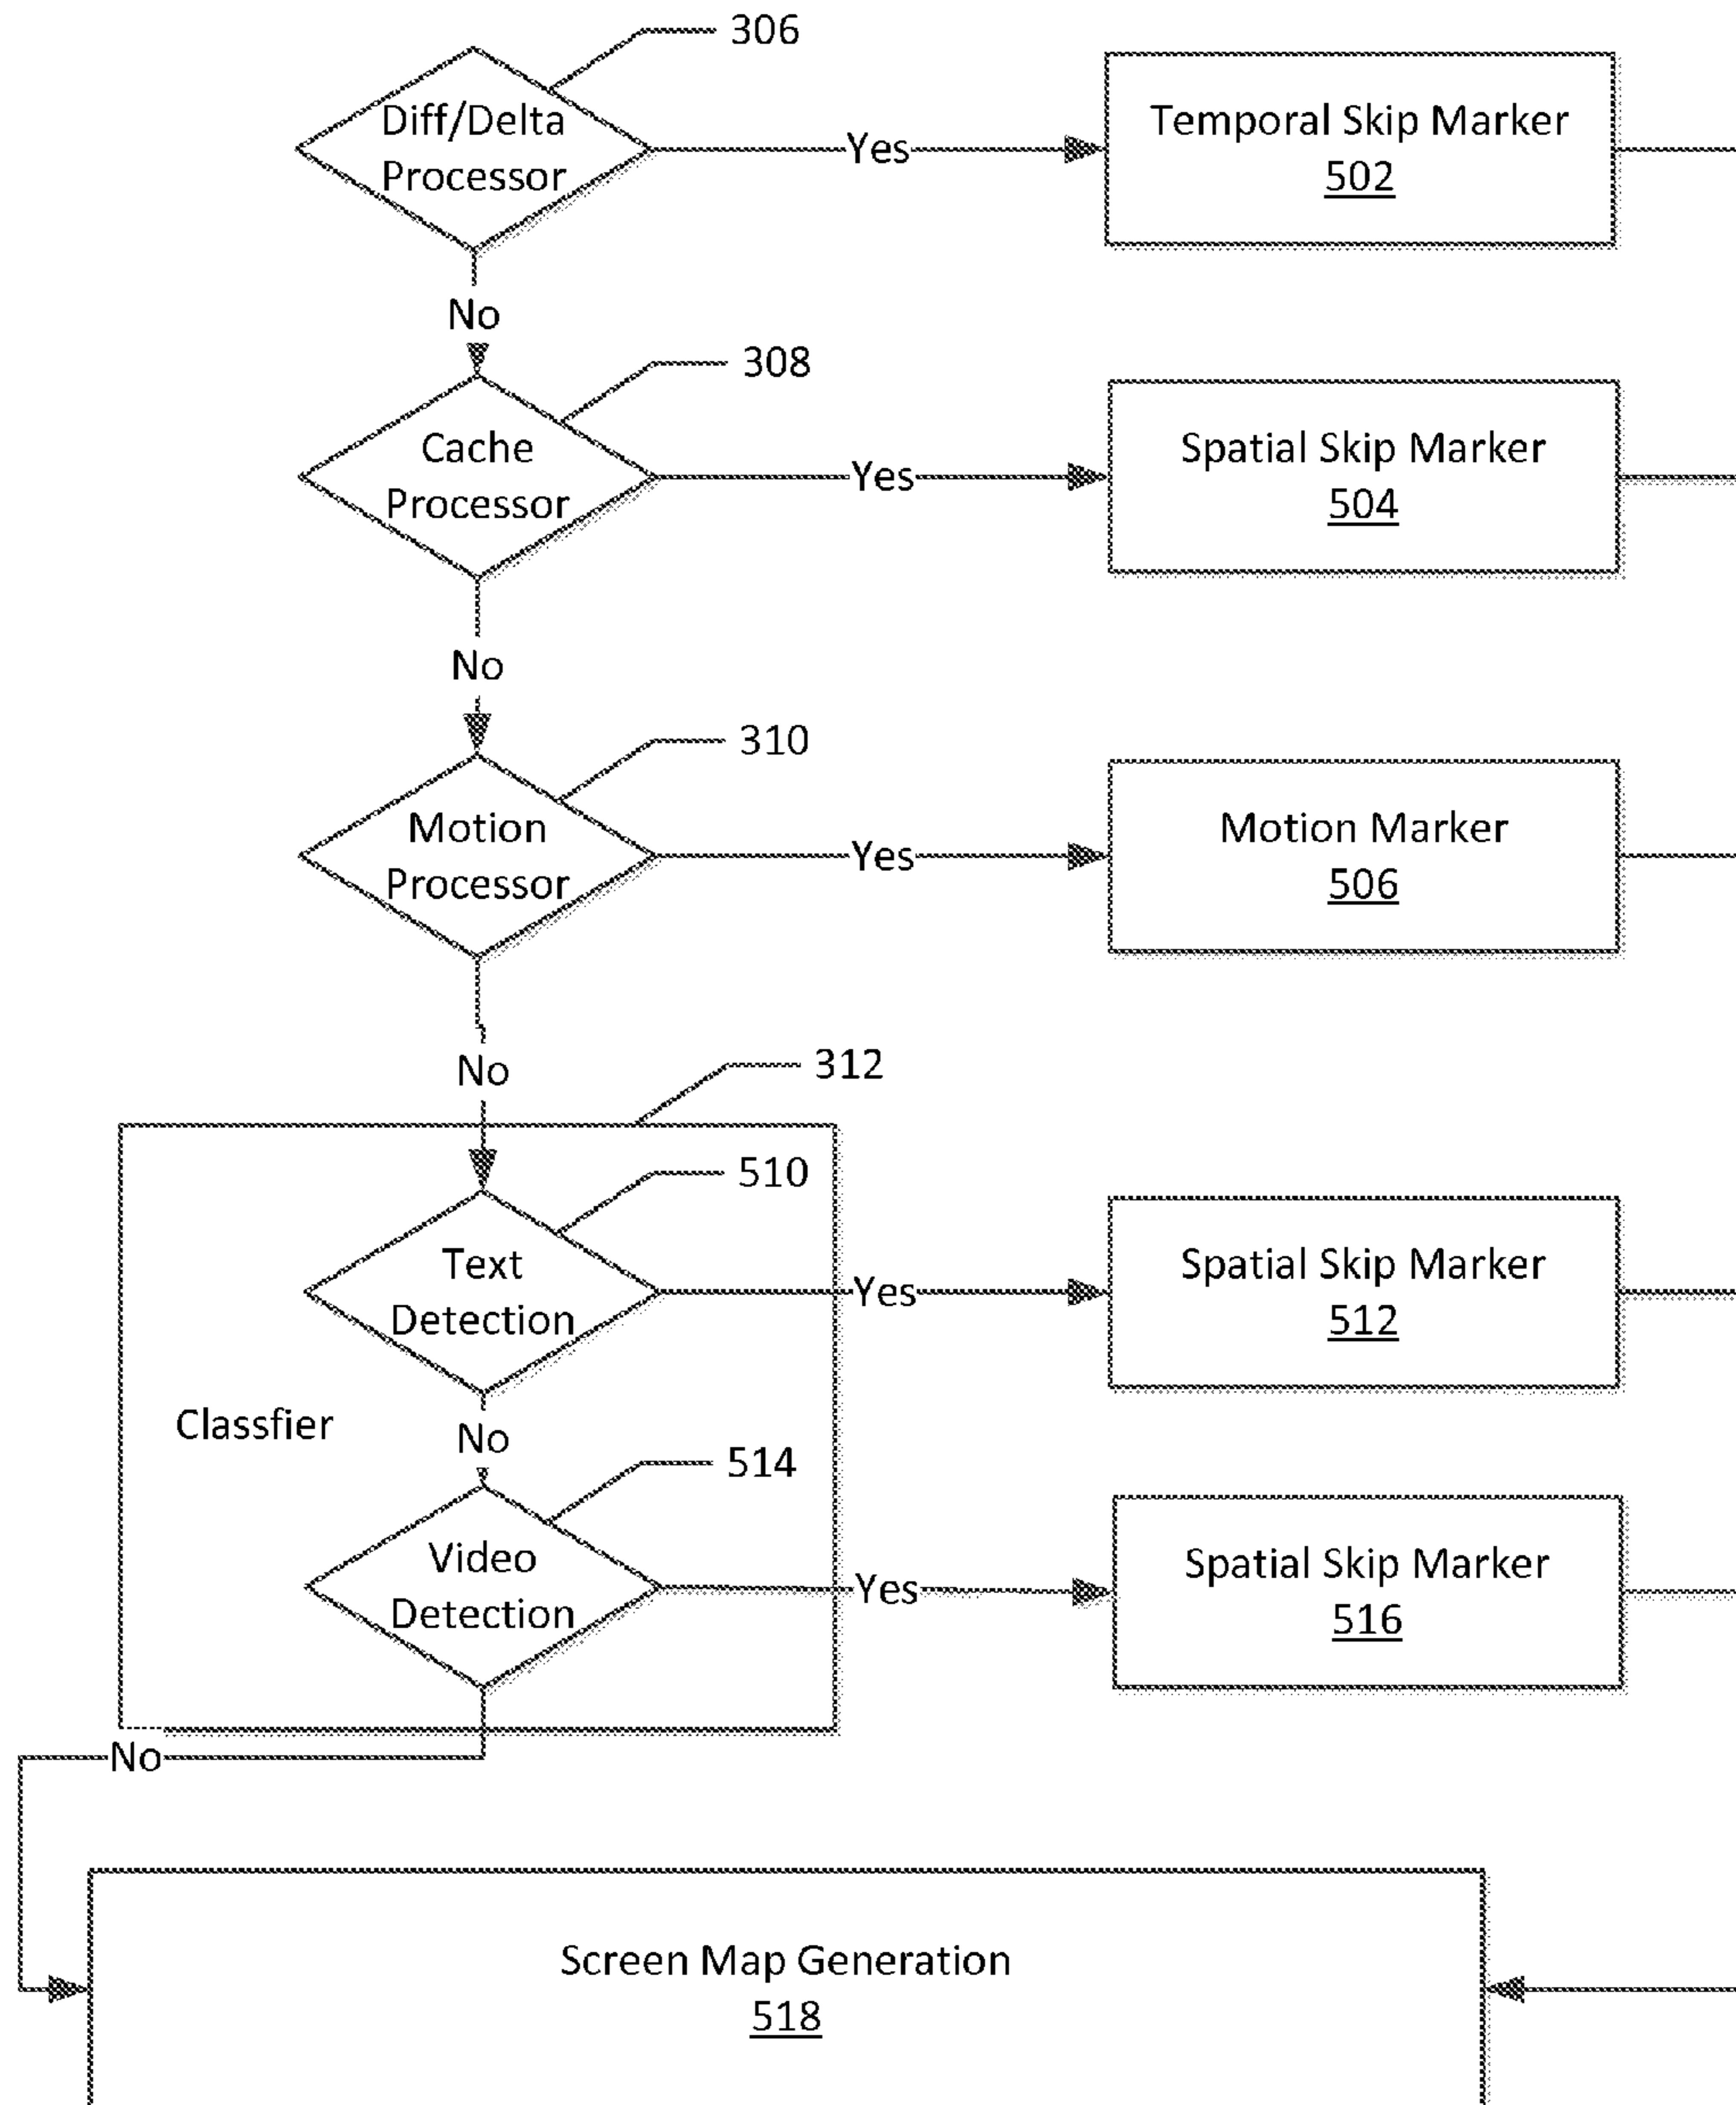 306
Diff/Delta
Processor
Yes
Temporal Skip Marker
502
No
308
Cache
Processor
Yes
Spatial Skip Marker
504
No
310
Motion
Processor
Yes
Motion Marker
506
No
312
510
Text
Detection
Yes
Spatial Skip Marker
512
Classfier
No
514
Video
Detection
Yes
Spatial Skip Marker
516
No
Screen Map Generation
518